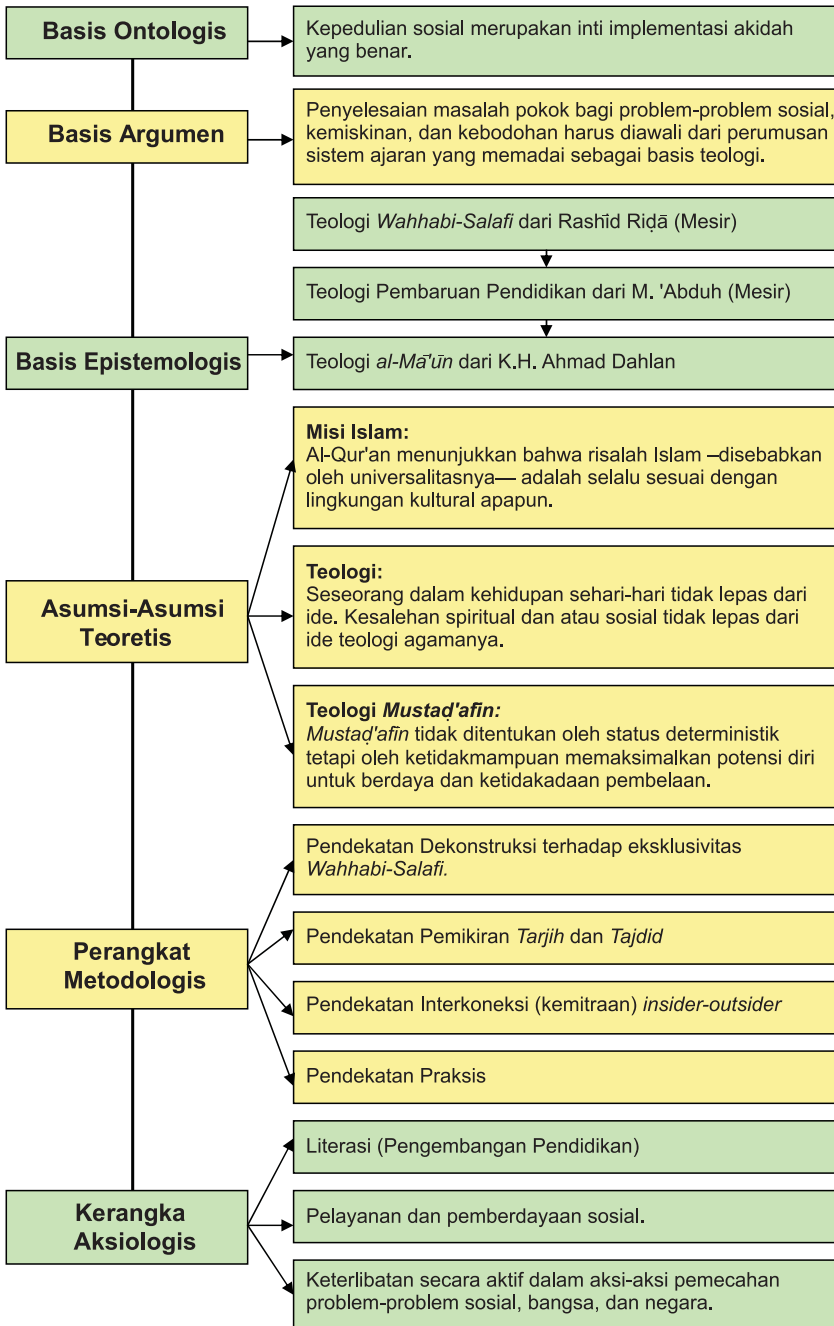 Basis Ontologis
Kepedulian sosial merupakan inti implementasi akidah
yang benar.
Basis Argumen
Penyelesaian masalah pokok bagi problem-problem sosial,
kemiskinan, dan kebodohan harus diawali dari perumusan
sistem ajaran yang memadai sebagai basis teologi.
Teologi Wahhabi-Salafi dari Rashīd Riḍā (Mesir)
Teologi Pembaruan Pendidikan dari M. 'Abduh (Mesir)
Basis Epistemologis
Teologi al-Mā'ūn dari K.H. Ahmad Dahlan
Asumsi-Asumsi
Teoretis
Misi Islam:
Al-Qur'an menunjukkan bahwa risalah Islam –disebabkan
oleh universalitasnya— adalah selalu sesuai dengan
lingkungan kultural apapun.
Teologi:
Seseorang dalam kehidupan sehari-hari tidak lepas dari
ide. Kesalehan spiritual dan atau sosial tidak lepas dari
ide teologi agamanya.
Teologi Mustaḍ'afin:
Mustaḍ'afīn tidak ditentukan oleh status deterministik
tetapi oleh ketidakmampuan memaksimalkan potensi diri
untuk berdaya dan ketidakadaan pembelaan.
Perangkat
Metodologis
Pendekatan Dekonstruksi terhadap eksklusivitas
Wahhabi-Salafi.
Pendekatan Pemikiran Tarjih dan Tajdid
Pendekatan Interkoneksi (kemitraan) insider-outsider
Pendekatan Praksis
Kerangka
Aksiologis
Literasi (Pengembangan Pendidikan)
Pelayanan dan pemberdayaan sosial.
Keterlibatan secara aktif dalam aksi-aksi pemecahan
problem-problem sosial, bangsa, dan negara.